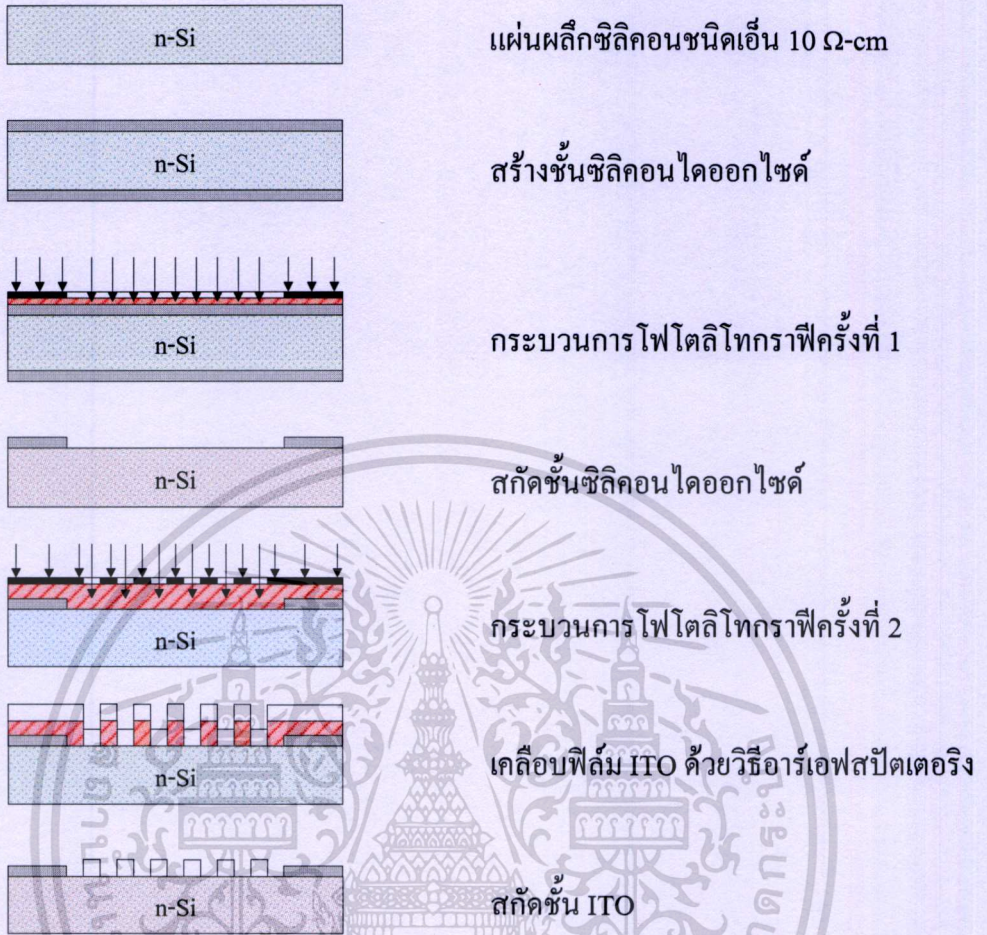 n-Si
แผ่นผลึกซิลิคอนชนิดเอ็น 10 Ω-cm
n-Si
สร้างชั้นซิลิคอนไดออกไซด์
n-Si
กระบวนการโฟโตลิโทกราฟีครั้งที่ 1
n-Si
สกัดชั้นซิลิคอนไดออกไซด์
n-Si
กระบวนการโฟโตลิโทกราฟีครั้งที่ 2
n-Si
เคลือบฟิล์ม ITO ด้วยวิธีอาร์เอฟสปัตเตอริง
n-Si
สกัดชั้น ITO